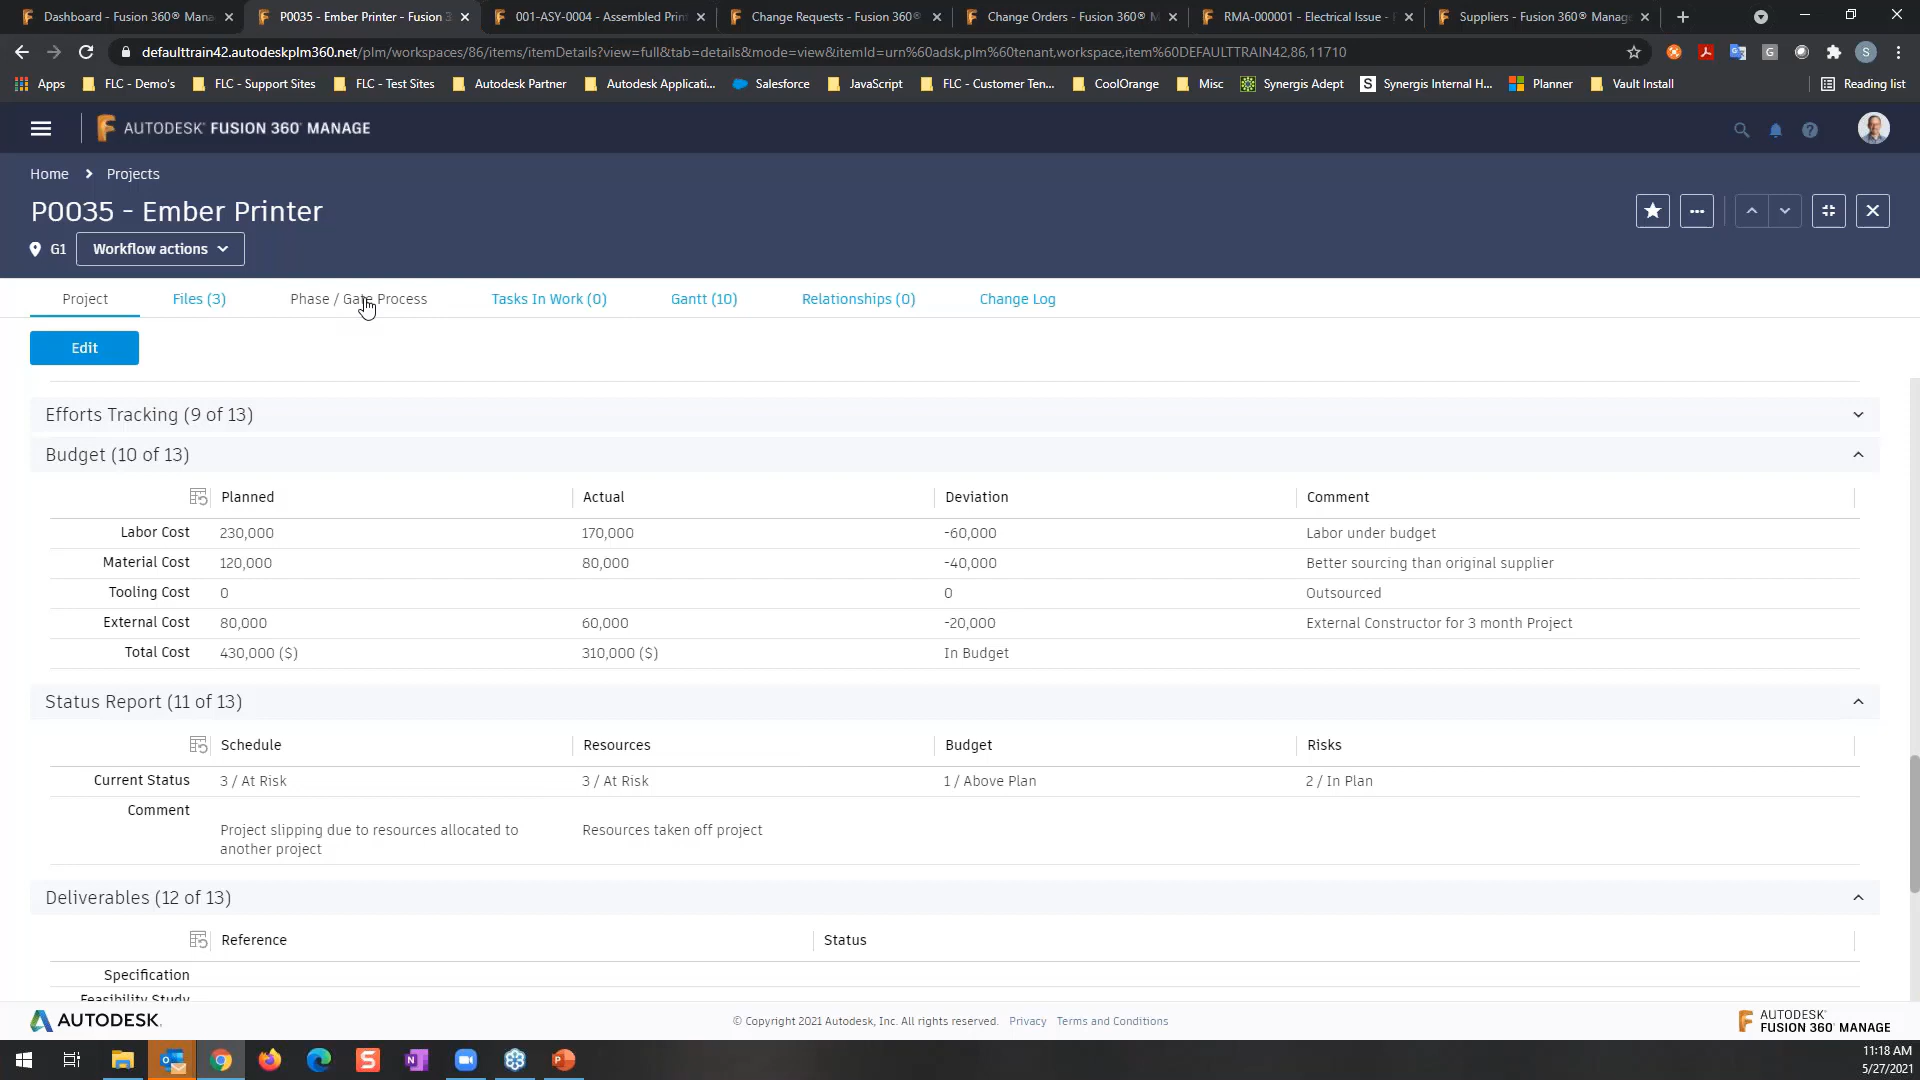 Dashboard - Fusion 360® Mana
P0035 - Ember Printer - Fusion 3
001-ASY-0004 - Assembled Prin
Change Requests - Fusion 360®
Change Orders - Fusion 360® M
RMA-000001 - Electrical Issue - F
Suppliers - Fusion 360® Manage
defaulttrain42.autodeskplm360.net/plm/workspaces/86/items/itemDetails?view=full&tab=details&mode=view&itemId=urn%60adsk,plm%60tenant,workspace,item%60DEFAULTTRAIN42,86,11710
Apps
FLC - Demo's
FLC - Support Sites
FLC - Test Sites
Autodesk Partner
Autodesk Applicati...
Salesforce
JavaScript
FLC - Customer Ten...
CoolOrange
Misc
Synergis Adept
Synergis Internal H...
Planner
Vault Install
Reading list
AUTODESK® FUSION 360® MANAGE
Home > Projects
P0035 - Ember Printer
G1
Workflow actions
Project
Files (3)
Phase / Gate Process
Tasks In Work (0)
Gantt (10)
Relationships (0)
Change Log
Edit
Efforts Tracking (9 of 13)
Budget (10 of 13)
Planned Actual Deviation Comment
Labor Cost 230,000 170,000 -60,000 Labor under budget
Material Cost 120,000 80,000 -40,000 Better sourcing than original supplier
Tooling Cost 0 0 Outsourced
External Cost 80,000 60,000 -20,000 External Constructor for 3 month Project
Total Cost 430,000 ($) 310,000 ($) In Budget
Status Report (11 of 13)
Schedule Resources Budget Risks
Current Status 3 / At Risk 3 / At Risk 1 / Above Plan 2 / In Plan
Comment
Project slipping due to resources allocated to Resources taken off project
another project
Deliverables (12 of 13)
Reference Status
Specification
Feasibility Study
AUTODESK.
© Copyright 2021 Autodesk, Inc. All rights reserved. Privacy Terms and Conditions
AUTODESK®
FUSION 360® MANAGE
11:18 AM
5/27/2021